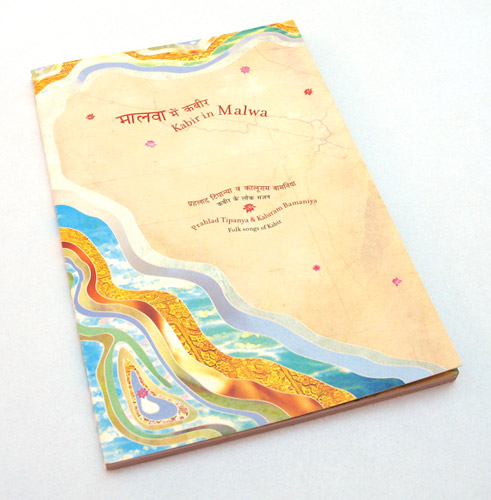 मालवा में कबीर
Kabir in Malwa
प्रहलाद टिपान्या व कालूराम बामनिया
कबीर के लोक भजन
Prahlad Tipanya & Kaluram Bamaniya
Folk songs of Kabir